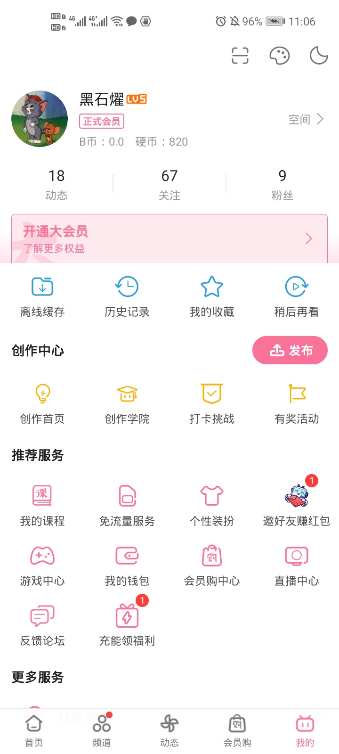 4G 4G 96% 11:06
黑石燿 LV5
正式会员
空间
B币：0.0 硬币：820
18 67 9
动态 关注 粉丝
开通大会员
了解更多权益
离线缓存 历史记录 我的收藏 稍后再看
创作中心 发布
创作首页 创作学院 打卡挑战 有奖活动
推荐服务
1
我的课程 免流量服务 个性装扮 邀好友赚红包
游戏中心 我的钱包 会员购中心 直播中心
1
反馈论坛 充能领福利
更多服务
首页 频道 动态 会员购 我的